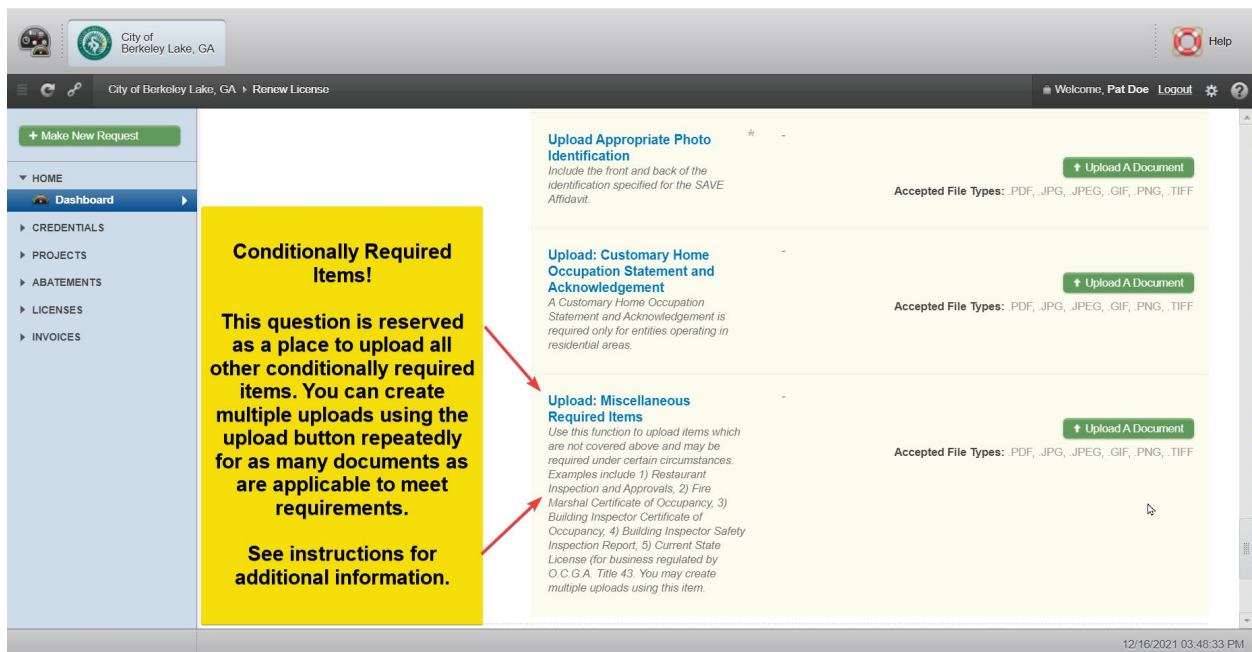 City of
Berkeley Lake, GA
Help
City of Berkeley Lake, GA ▸ Renew License
Welcome, Pat Doe Logout
+ Make New Request
HOME
Dashboard
CREDENTIALS
PROJECTS
ABATEMENTS
LICENSES
INVOICES
Conditionally Required
Items!
This question is reserved
as a place to upload all
other conditionally required
items. You can create
multiple uploads using the
upload button repeatedly
for as many documents as
are applicable to meet
requirements.
See instructions for
additional information.
Upload Appropriate Photo * -
Identification
Include the front and back of the
identification specified for the SAVE
Affidavit.
Upload A Document
Accepted File Types: .PDF, .JPG, .JPEG, .GIF, .PNG, .TIFF
Upload: Customary Home -
Occupation Statement and
Acknowledgement
A Customary Home Occupation
Statement and Acknowledgement is
required only for entities operating in
residential areas.
Upload A Document
Accepted File Types: .PDF, .JPG, .JPEG, .GIF, .PNG, .TIFF
Upload: Miscellaneous -
Required Items
Use this function to upload items which
are not covered above and may be
required under certain circumstances.
Examples include 1) Restaurant
Inspection and Approvals, 2) Fire
Marshal Certificate of Occupancy, 3)
Building Inspector Certificate of
Occupancy, 4) Building Inspector Safety
Inspection Report, 5) Current State
License (for business regulated by
O.C.G.A. Title 43. You may create
multiple uploads using this item.
Upload A Document
Accepted File Types: .PDF, .JPG, .JPEG, .GIF, .PNG, .TIFF
12/16/2021 03:48:33 PM